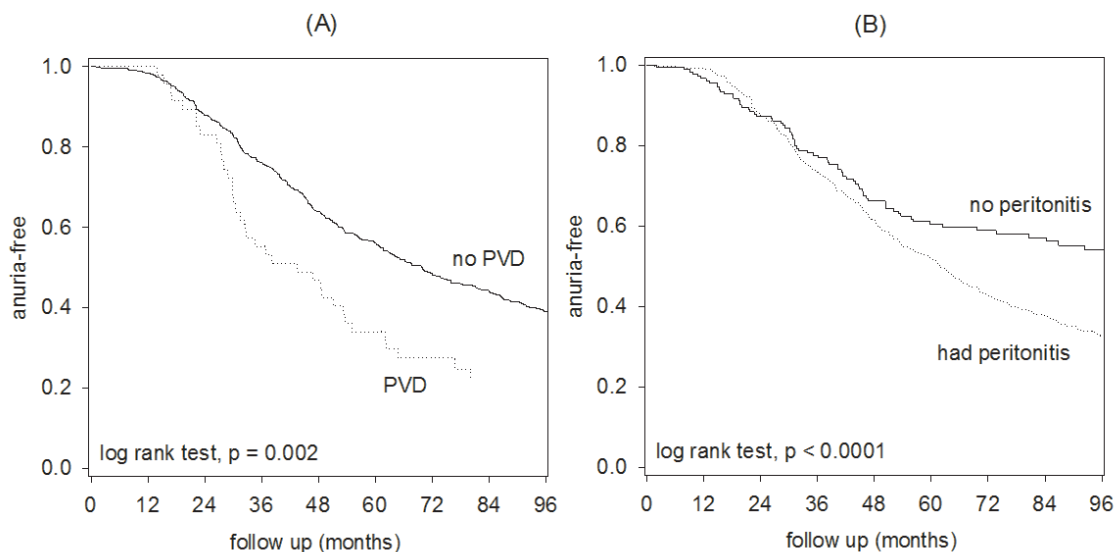 (A)
1.0
0.8
0.6
0.4
0.2
0.0
anuria-free
no PVD
PVD
log rank test, p = 0.002
0 12 24 36 48 60 72 84 96
follow up (months)
(B)
1.0
0.8
0.6
0.4
0.2
0.0
anuria-free
no peritonitis
had peritonitis
log rank test, p < 0.0001
0 12 24 36 48 60 72 84 96
follow up (months)